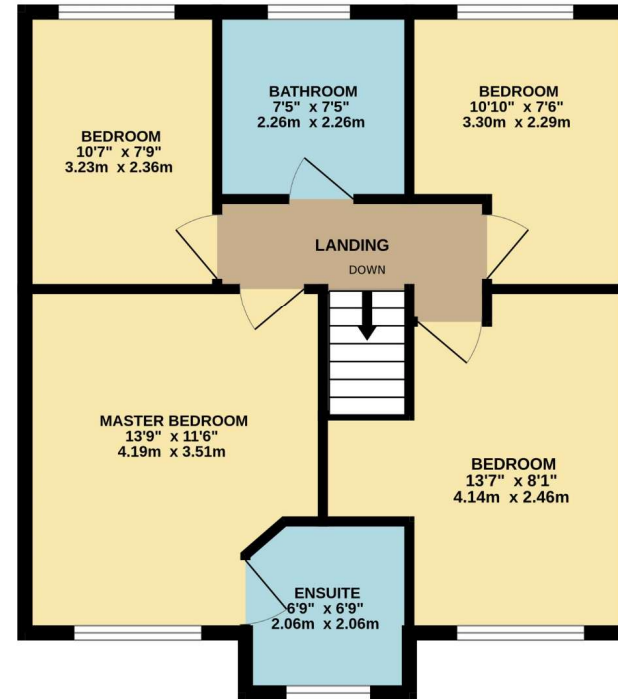 BATHROOM
7'5" x 7'5"
2.26m x 2.26m
BEDROOM
10'10" x 7'6"
3.30m x 2.29m
BEDROOM
10'7" x 7'9"
3.23m x 2.36m
LANDING
DOWN
MASTER BEDROOM
13'9" x 11'6"
4.19m x 3.51m
BEDROOM
13'7" x 8'1"
4.14m x 2.46m
ENSUITE
6'9" x 6'9"
2.06m x 2.06m